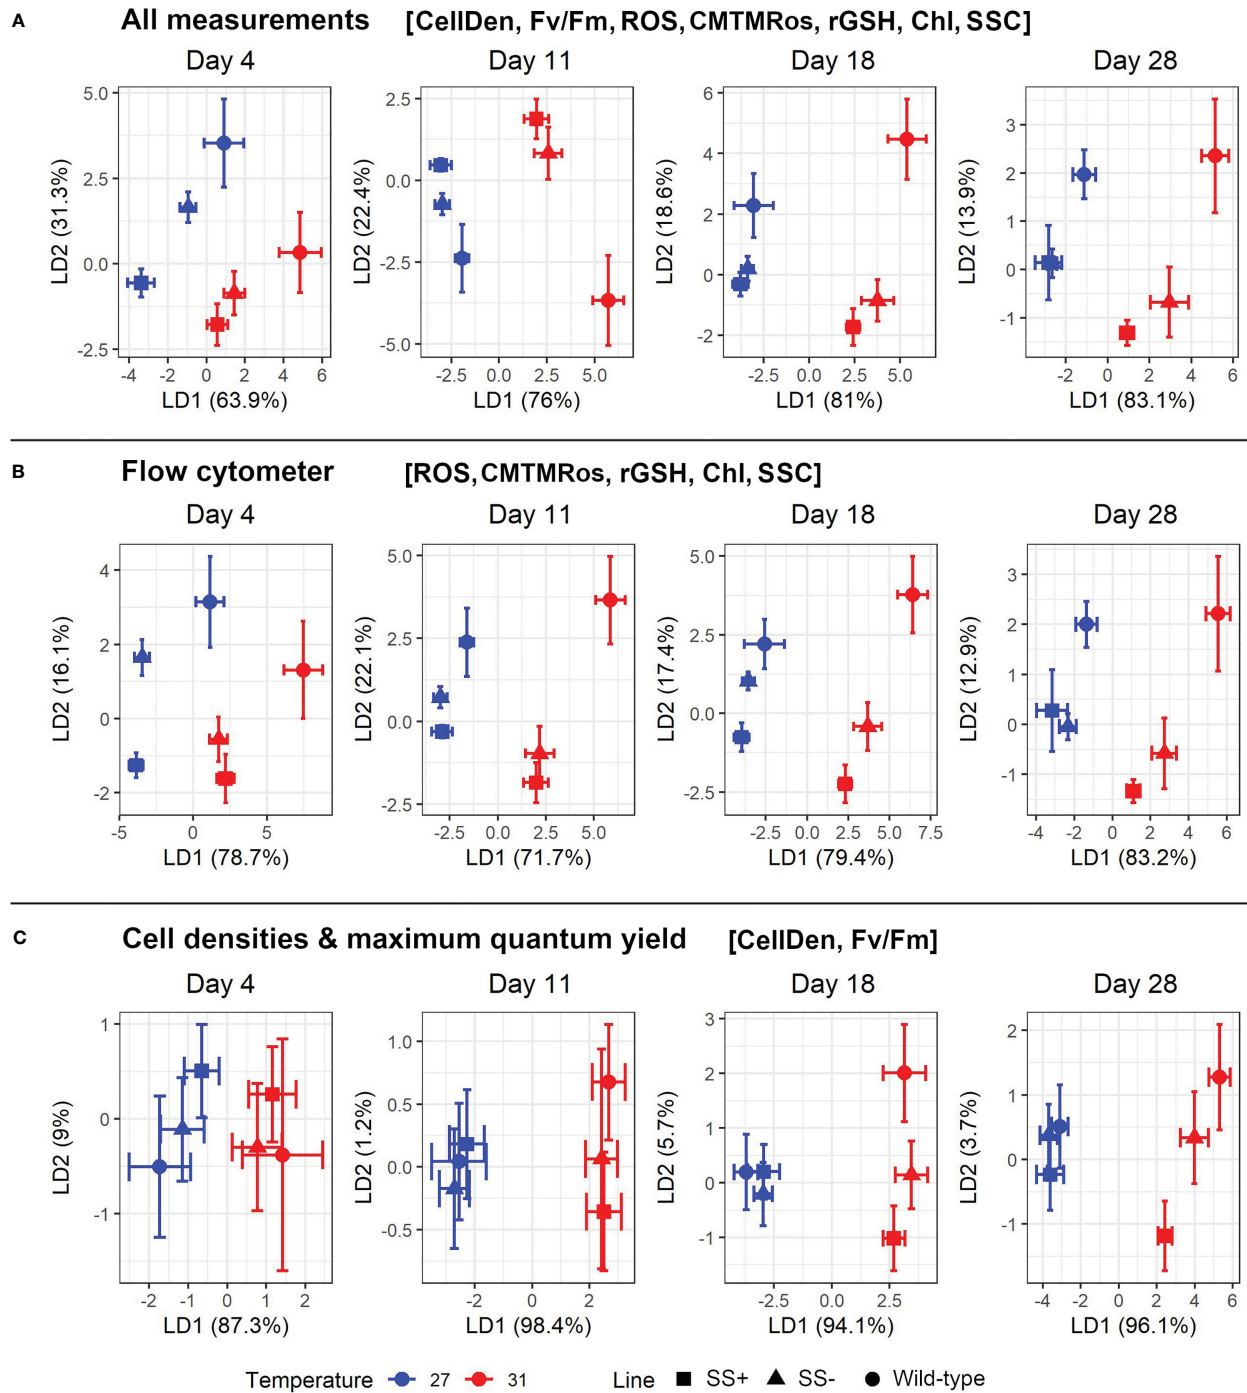 A All measurements [CellDen, Fv/Fm, ROS, CMTMRos, rGSH, Chl, SSC]
Day 4 Day 11 Day 18 Day 28
LD2 (31.3%)
5.0
2.5
0.0
-2.5
-4 -2 0 2 4 6
LD1 (63.9%)
LD2 (22.4%)
2.5
0.0
-2.5
-5.0
-2.5 0.0 2.5 5.0
LD1 (76%)
LD2 (18.6%)
6
4
2
0
-2
-2.5 0.0 2.5 5.0
LD1 (81%)
LD2 (13.9%)
3
2
1
0
-1
-2 0 2 4
LD1 (83.1%)
B Flow cytometer [ROS, CMTMRos, rGSH, Chl, SSC]
Day 4 Day 11 Day 18 Day 28
LD2 (16.1%)
4
2
0
-2
-5 0 5
LD1 (78.7%)
LD2 (22.1%)
5.0
2.5
0.0
-2.5
-2.5 0.0 2.5 5.0
LD1 (71.7%)
LD2 (17.4%)
5.0
2.5
0.0
-2.5
-2.5 0.0 2.5 5.0 7.5
LD1 (79.4%)
LD2 (12.9%)
3
2
1
0
-1
-4 -2 0 2 4 6
LD1 (83.2%)
C Cell densities & maximum quantum yield [CellDen, Fv/Fm]
Day 4 Day 11 Day 18 Day 28
LD2 (9%)
1
0
-1
-2 -1 0 1 2
LD1 (87.3%)
LD2 (1.2%)
1.0
0.5
0.0
-0.5
-2 0 2
LD1 (98.4%)
LD2 (5.7%)
3
2
1
0
-1
-2.5 0.0 2.5
LD1 (94.1%)
LD2 (3.7%)
2
1
0
-1
-4 -2 0 2 4 6
LD1 (96.1%)
Temperature 27 31 Line SS+ SS- Wild-type